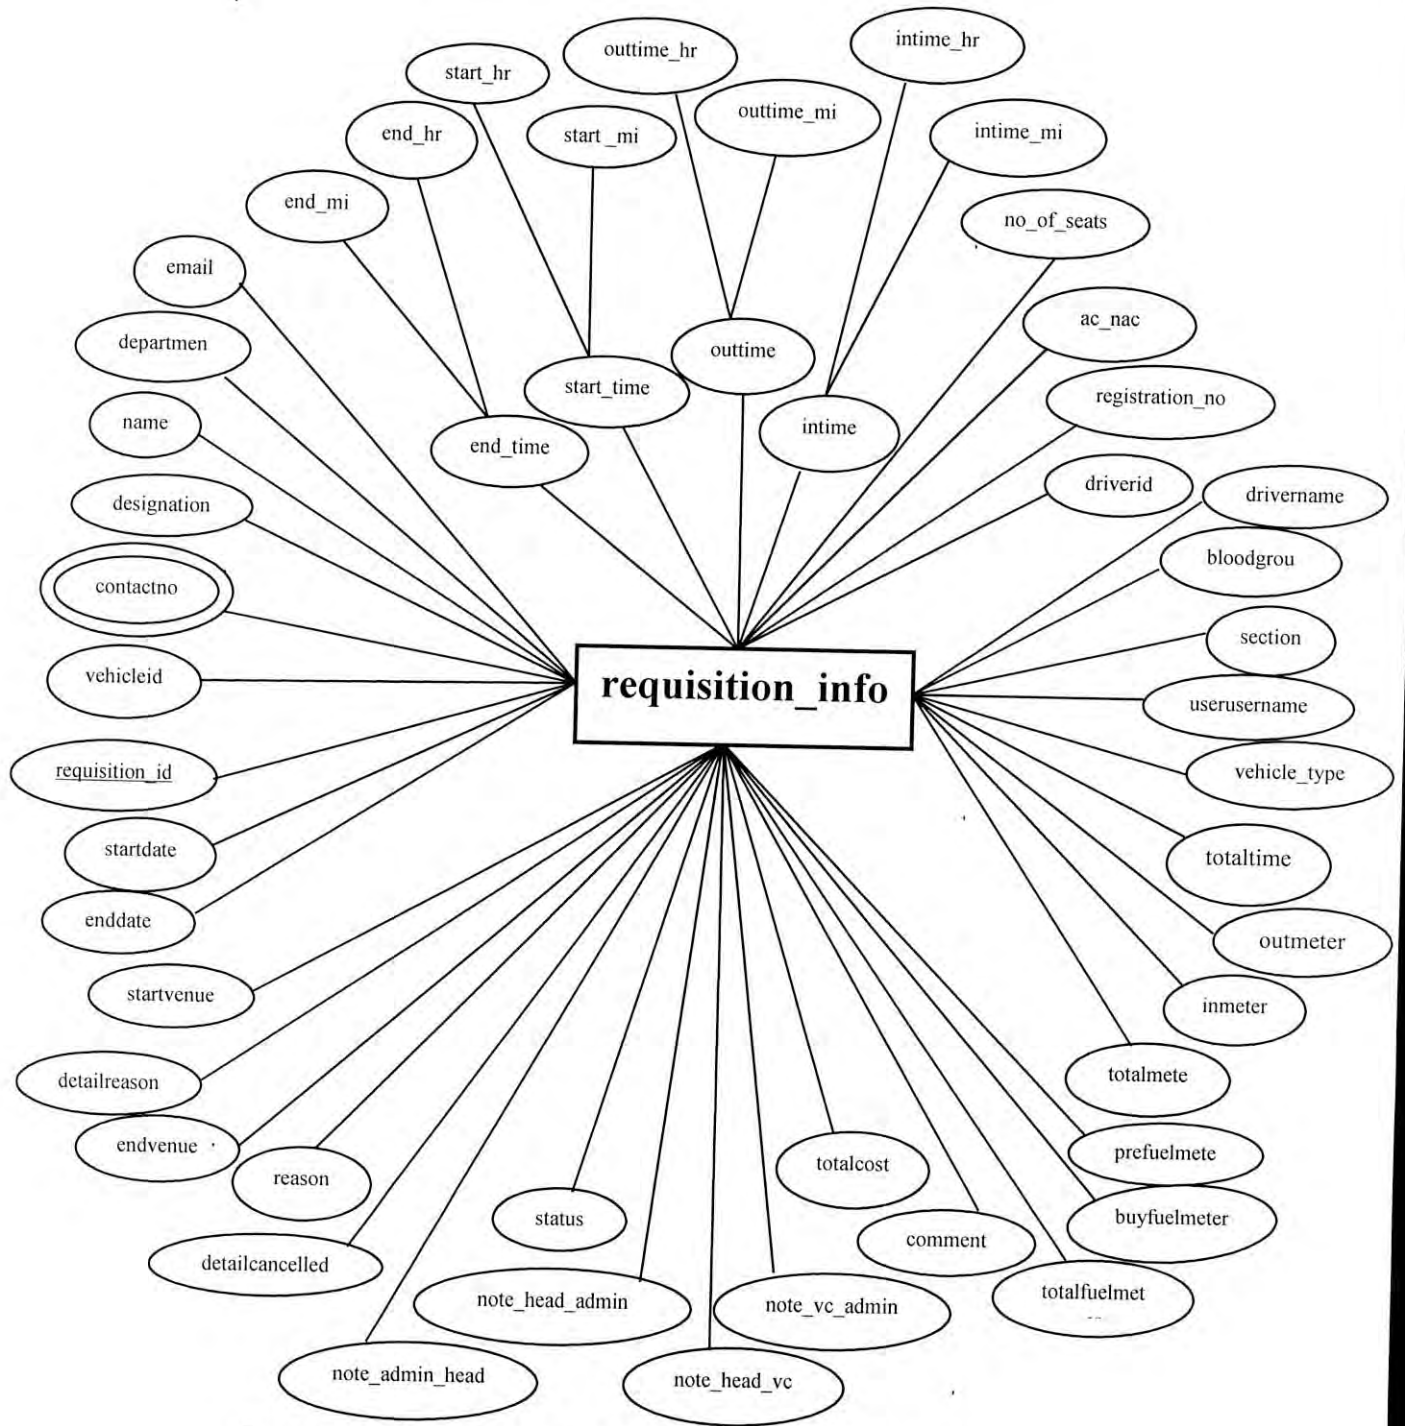 intime_hr
outtime_hr
start_hr
outtime_mi
intime_mi
end_hr
start _mi
end_mi
no_of_seats
email
ac_nac
departmen
outtime
start_time
registration_no
name
intime
end_time
driverid
drivername
designation
bloodgrou
contactno
section
vehicleid
requisition_info
userusername
requisition_id
vehicle_type
startdate
totaltime
enddate
outmeter
startvenue
inmeter
detailreason
totalmete
endvenue
prefuelmete
totalcost
reason
status
buyfuelmeter
comment
detailcancelled
totalfuelmet
note_head_admin
note_vc_admin
note_admin_head
note_head_vc